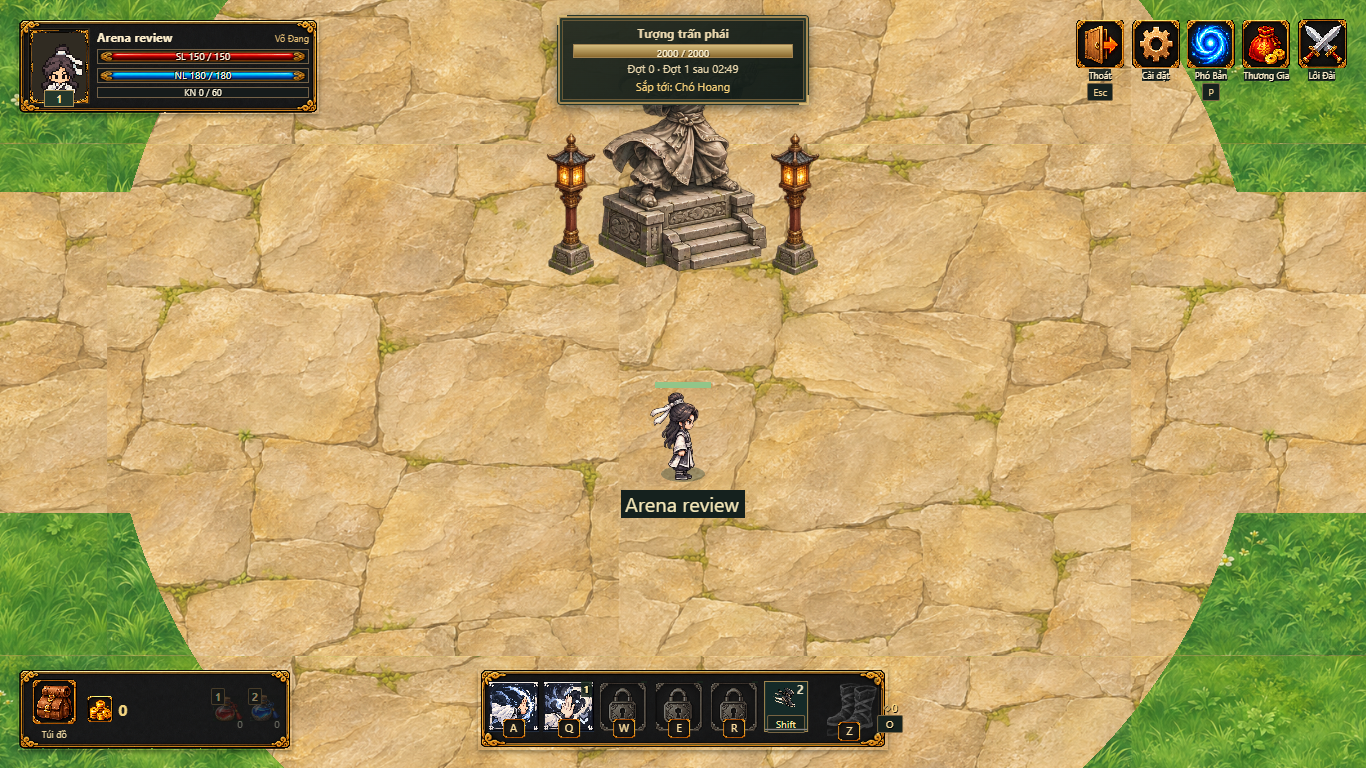 Arena review
Võ Đang
SL 150 / 150
NL 180 / 180
KN 0 / 60
1
Tượng trấn phái
2000 / 2000
Đợt 0 · Đợt 1 sau 02:49
Sắp tới: Chó Hoang
Thoát
Cài đặt
Phó Bản
Thương Gia
Lôi Đài
Esc
P
Arena review
Túi đồ
0
1
0
2
0
A
1
Q
W
E
R
2
Shift
Z
O